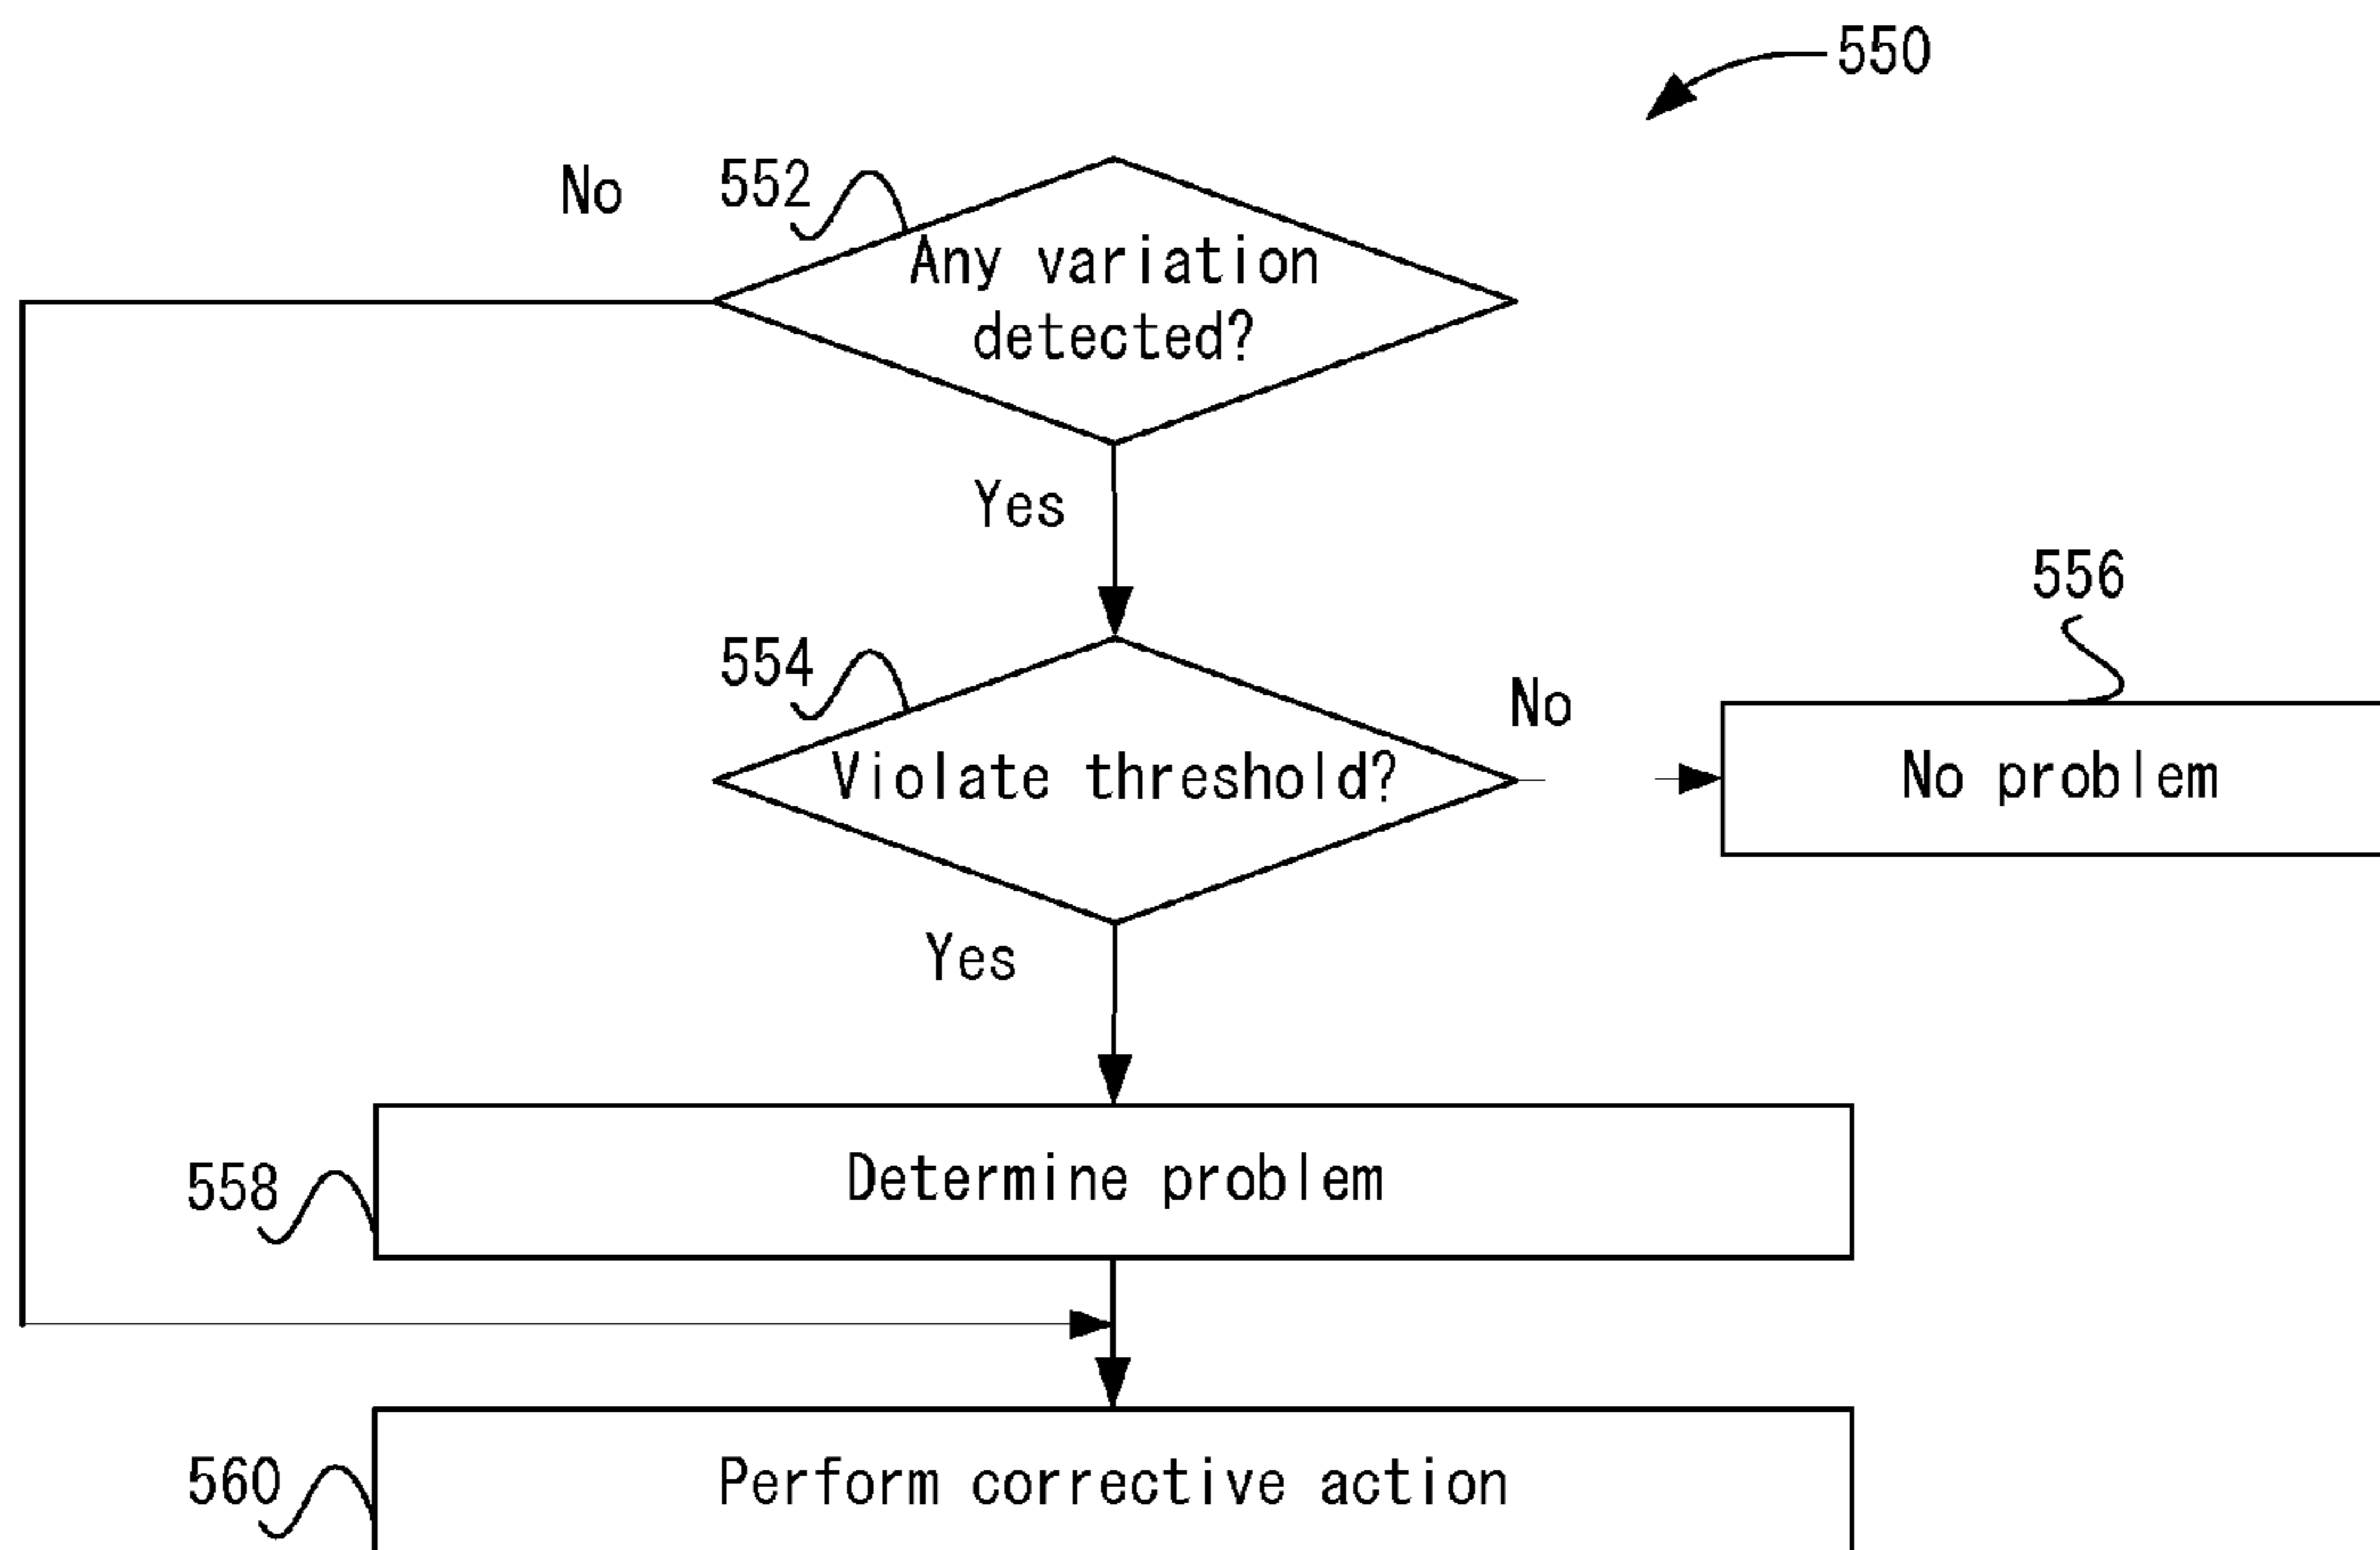 550
No
552
Any variation
detected?
Yes
556
554
No
Violate threshold?
No problem
Yes
Determine problem
558
Perform corrective action
560